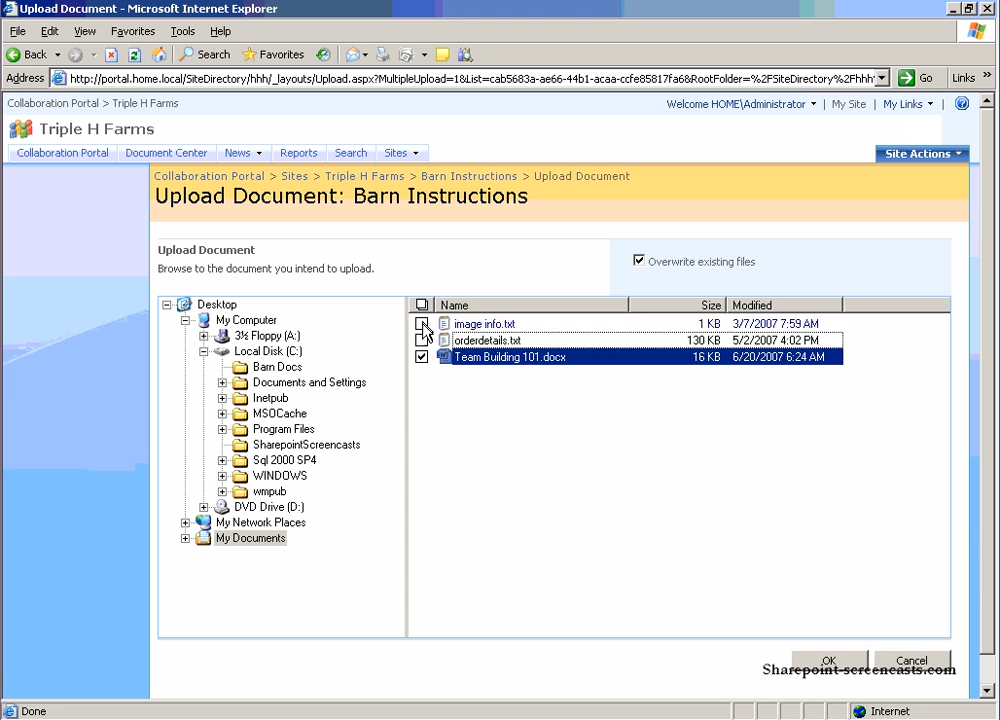 Upload Document - Microsoft Internet Explorer
File Edit View Favorites Tools Help
Back Search Favorites
Address http://portal.home.local/SiteDirectory/hhh/_layouts/Upload.aspx?MultipleUpload=1&List=cab5683a-ae66-44b1-acaa-ccfe85817fa6&RootFolder=%2FSiteDirectory%2Fhhh Go Links »
Collaboration Portal > Triple H Farms Welcome HOME\Administrator | My Site | My Links |
Triple H Farms
Collaboration Portal Document Center News Reports Search Sites Site Actions
Collaboration Portal > Sites > Triple H Farms > Barn Instructions > Upload Document
Upload Document: Barn Instructions
Upload Document
Browse to the document you intend to upload.
Overwrite existing files
Desktop
My Computer
3½ Floppy (A:)
Local Disk (C:)
Barn Docs
Documents and Settings
Inetpub
MSOCache
Program Files
SharepointScreencasts
Sql 2000 SP4
WINDOWS
wmpub
DVD Drive (D:)
My Network Places
My Documents
Name Size Modified
image info.txt 1 KB 3/7/2007 7:59 AM
orderdetails.txt 130 KB 5/2/2007 4:02 PM
Team Building 101.docx 16 KB 6/20/2007 6:24 AM
OK Cancel
Sharepoint-screencasts.com
Done Internet